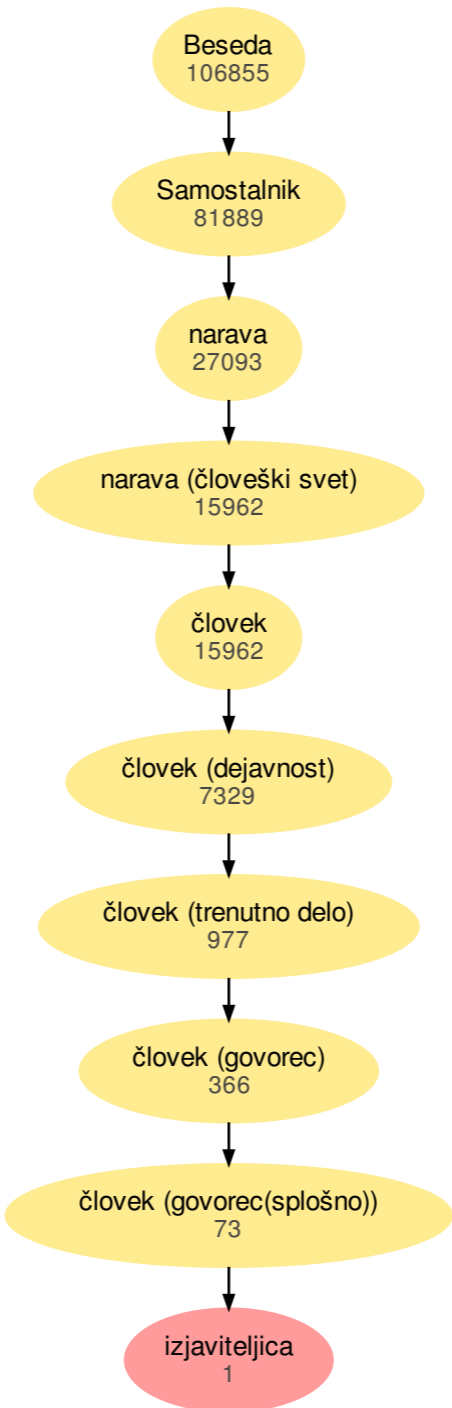 Beseda
106855
Samostalnik
81889
narava
27093
narava (človeški svet)
15962
človek
15962
človek (dejavnost)
7329
človek (trenutno delo)
977
človek (govorec)
366
človek (govorec(splošno))
73
izjaviteljica
1